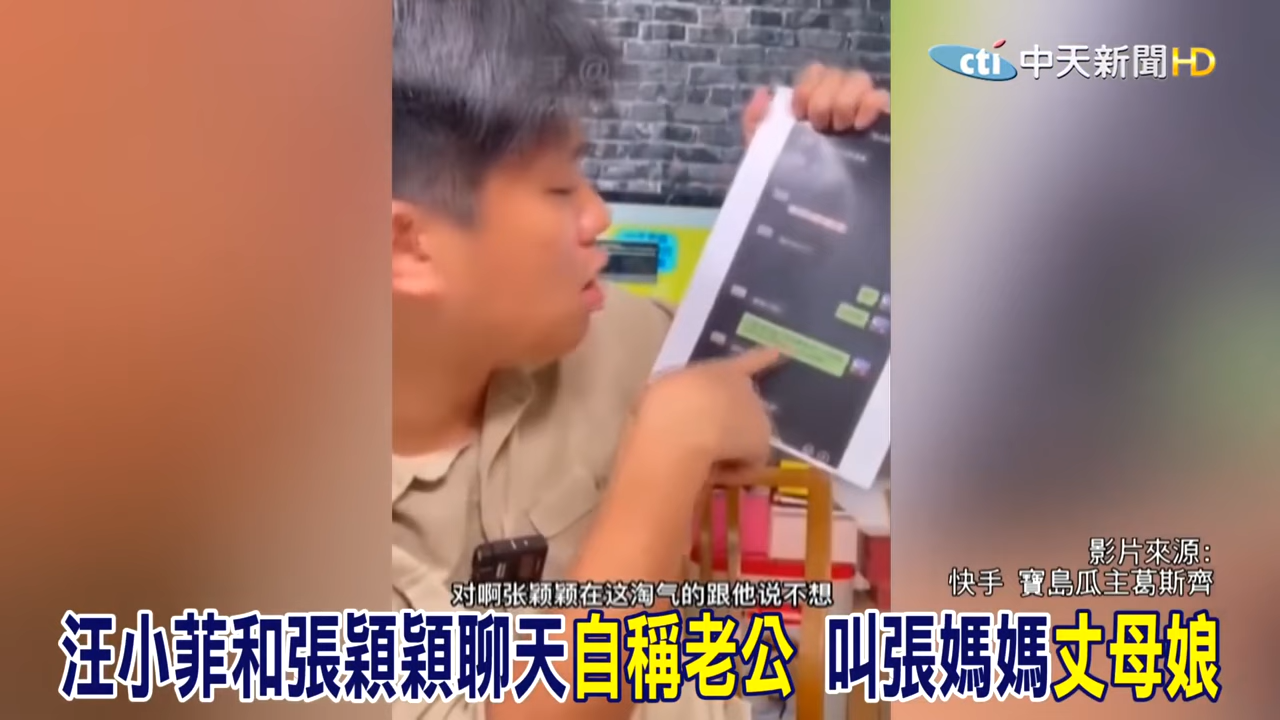 cti 中天新聞HD
@
影片來源:
快手 寶島瓜主葛斯齊
对啊张颖颖在这淘气的跟他说不想
汪小菲和張穎穎聊天自稱老公 叫張媽媽丈母娘